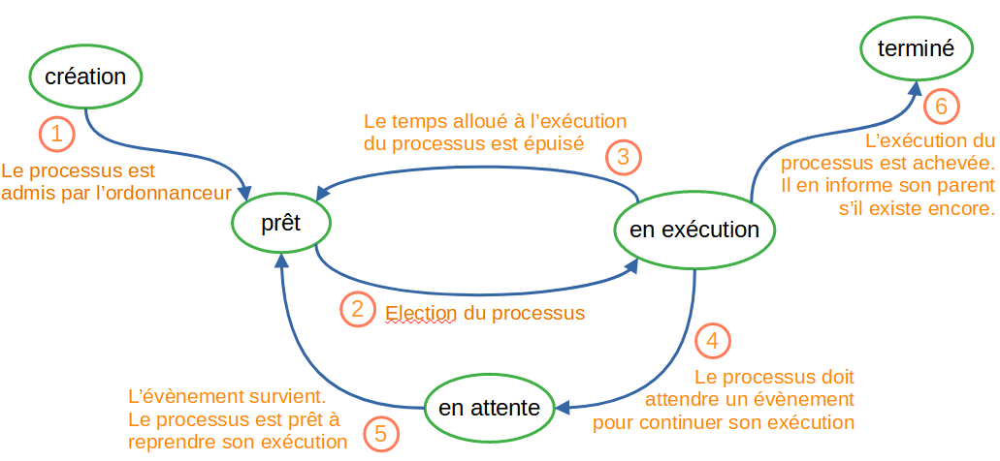 création
terminé
1
Le processus est
admis par l’ordonnanceur
Le temps alloué à l’exécution
du processus est épuisé
3
6
L’exécution du
processus est achevée.
Il en informe son parent
s’il existe encore.
prêt
en exécution
2
Election du processus
4
Le processus doit
attendre un évènement
pour continuer son exécution
en attente
L’évènement survient.
Le processus est prêt à
reprendre son exécution
5